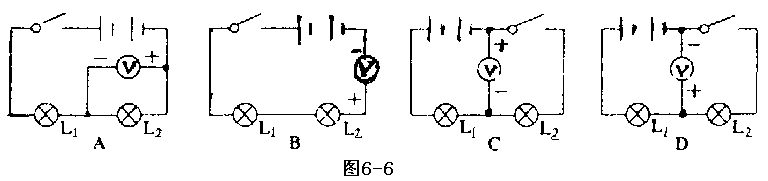 − + V L1 L2 A
− V + L1 L2 B
+ V − L1 L2 C
− V + L1 L2 D
图6-6